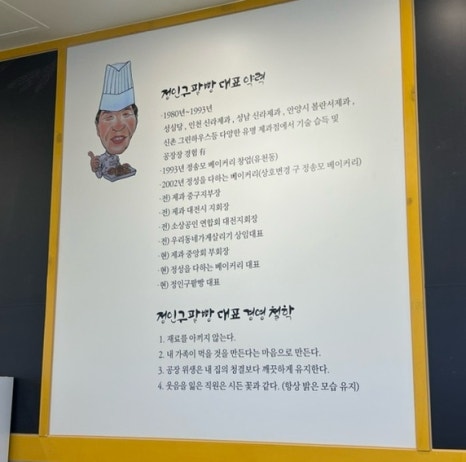 정인구팥빵 대표 약력
·1980년~1993년
성심당, 인천 신라제과, 성남 신라제과, 안양시 불란서제과,
신촌 그린하우스등 다양한 유명 제과점에서 기술 습득 및
공장장 경험 有
·1993년 정송모 베이커리 창업(유천동)
·2002년 정성을 다하는 베이커리(상호변경 구 정송모 베이커리)
·전) 제과 중구지부장
·전) 제과 대전시 지회장
·전) 소상공인 연합회 대전지회장
·전) 우리동네가게살리기 상임대표
·현) 제과 중앙회 부회장
·현) 정성을 다하는 베이커리 대표
·현) 정인구팥빵 대표
정인구팥빵 대표 경영 철학
1. 재료를 아끼지 않는다.
2. 내 가족이 먹을 것을 만든다는 마음으로 만든다.
3. 공장 위생은 내 집의 청결보다 깨끗하게 유지한다.
4. 웃음을 잃은 직원은 시든 꽃과 같다. (항상 밝은 모습 유지)